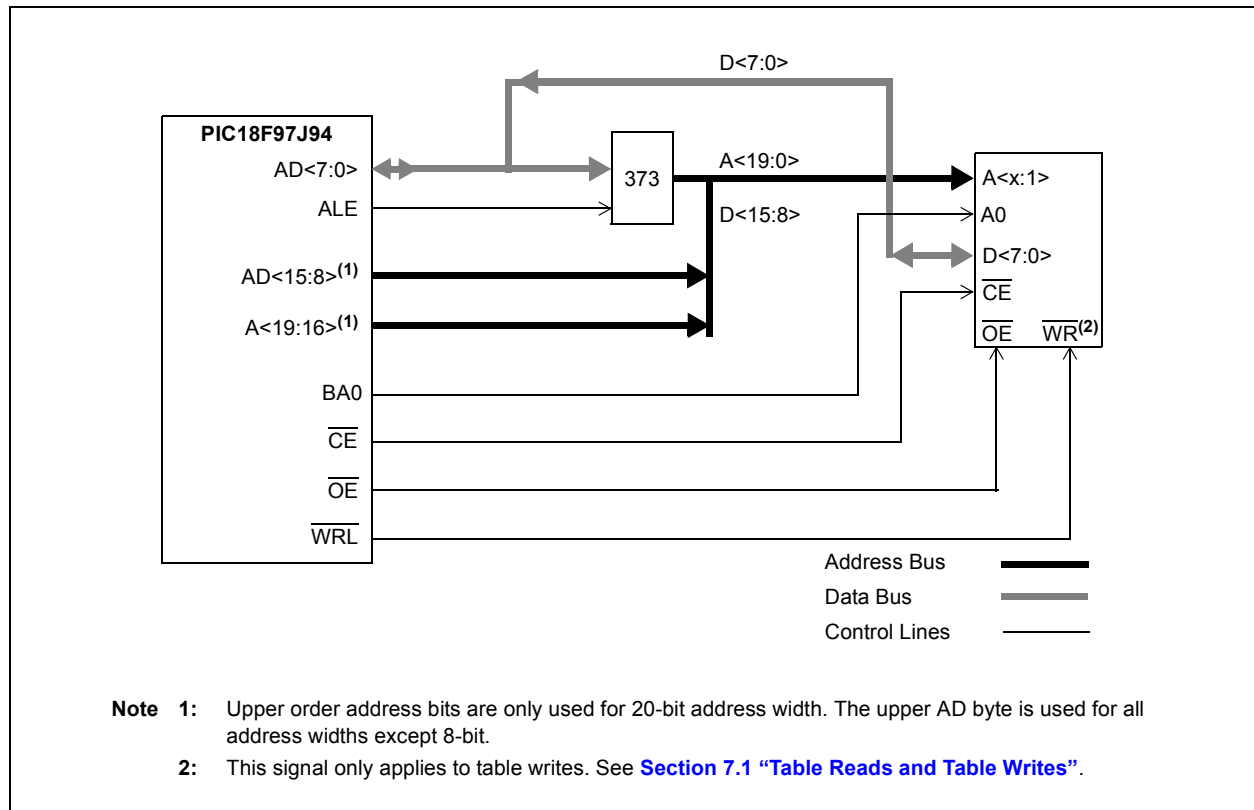 D<7:0>
PIC18F97J94
AD<7:0>
373
A<19:0>
A<x:1>
ALE
D<15:8>
A0
AD<15:8>(1)
D<7:0>
CE
A<19:16>(1)
OE WR(2)
BA0
CE
OE
WRL
Address Bus
Data Bus
Control Lines
Note 1: Upper order address bits are only used for 20-bit address width. The upper AD byte is used for all
address widths except 8-bit.
2: This signal only applies to table writes. See Section 7.1 “Table Reads and Table Writes”.